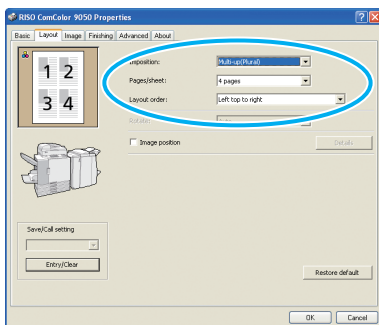 RISO ComColor 9050 Properties
Basic Layout Image Finishing Advanced About
1 2
3 4
Imposition: Multi-up(Plural)
Pages/sheet: 4 pages
Layout order: Left top to right
Image position Details
Save/Call setting
Entry/Clear
Restore default
OK Cancel